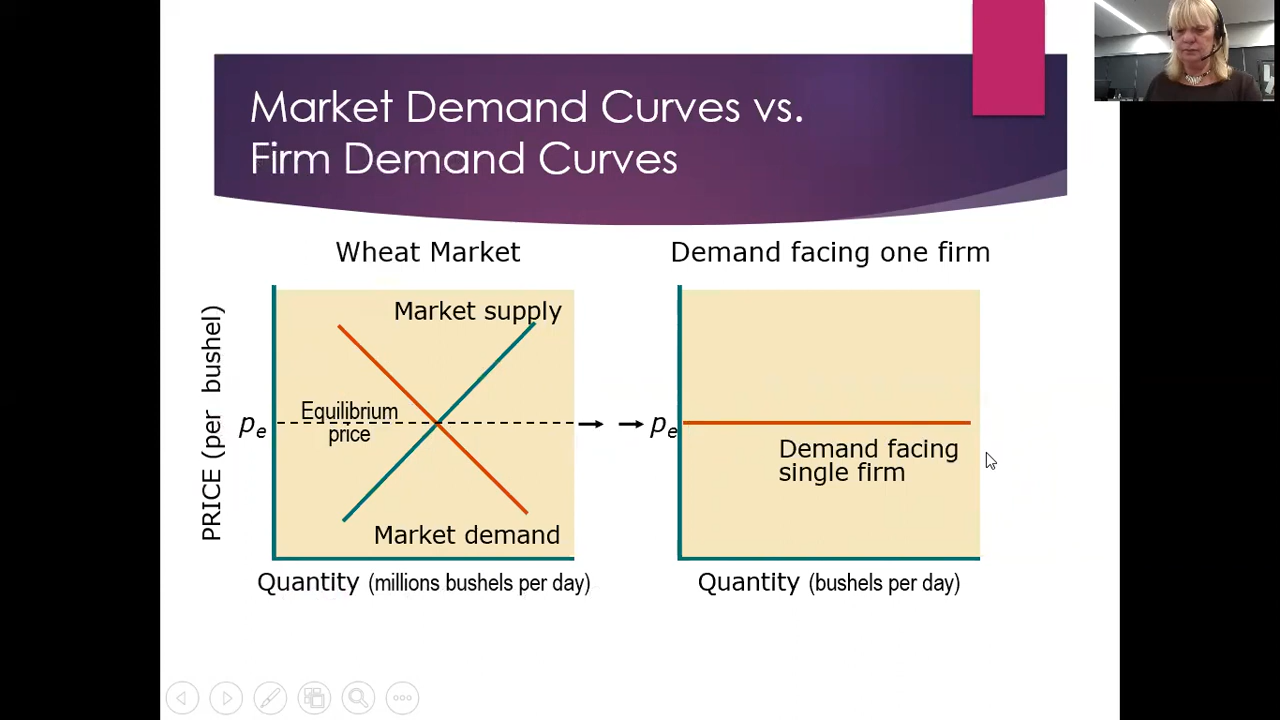 Market Demand Curves vs.
Firm Demand Curves
Wheat Market
Demand facing one firm
PRICE (per bushel)
Market supply
Equilibrium
price
pe
pe
Demand facing
single firm
Market demand
Quantity (millions bushels per day)
Quantity (bushels per day)